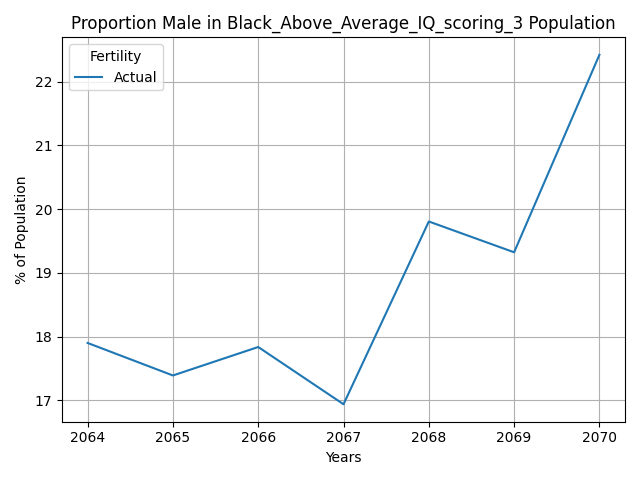 Proportion Male in Black_Above_Average_IQ_scoring_3 Population
Fertility
Actual
% of Population
22
21
20
19
18
17
2064 2065 2066 2067 2068 2069 2070
Years